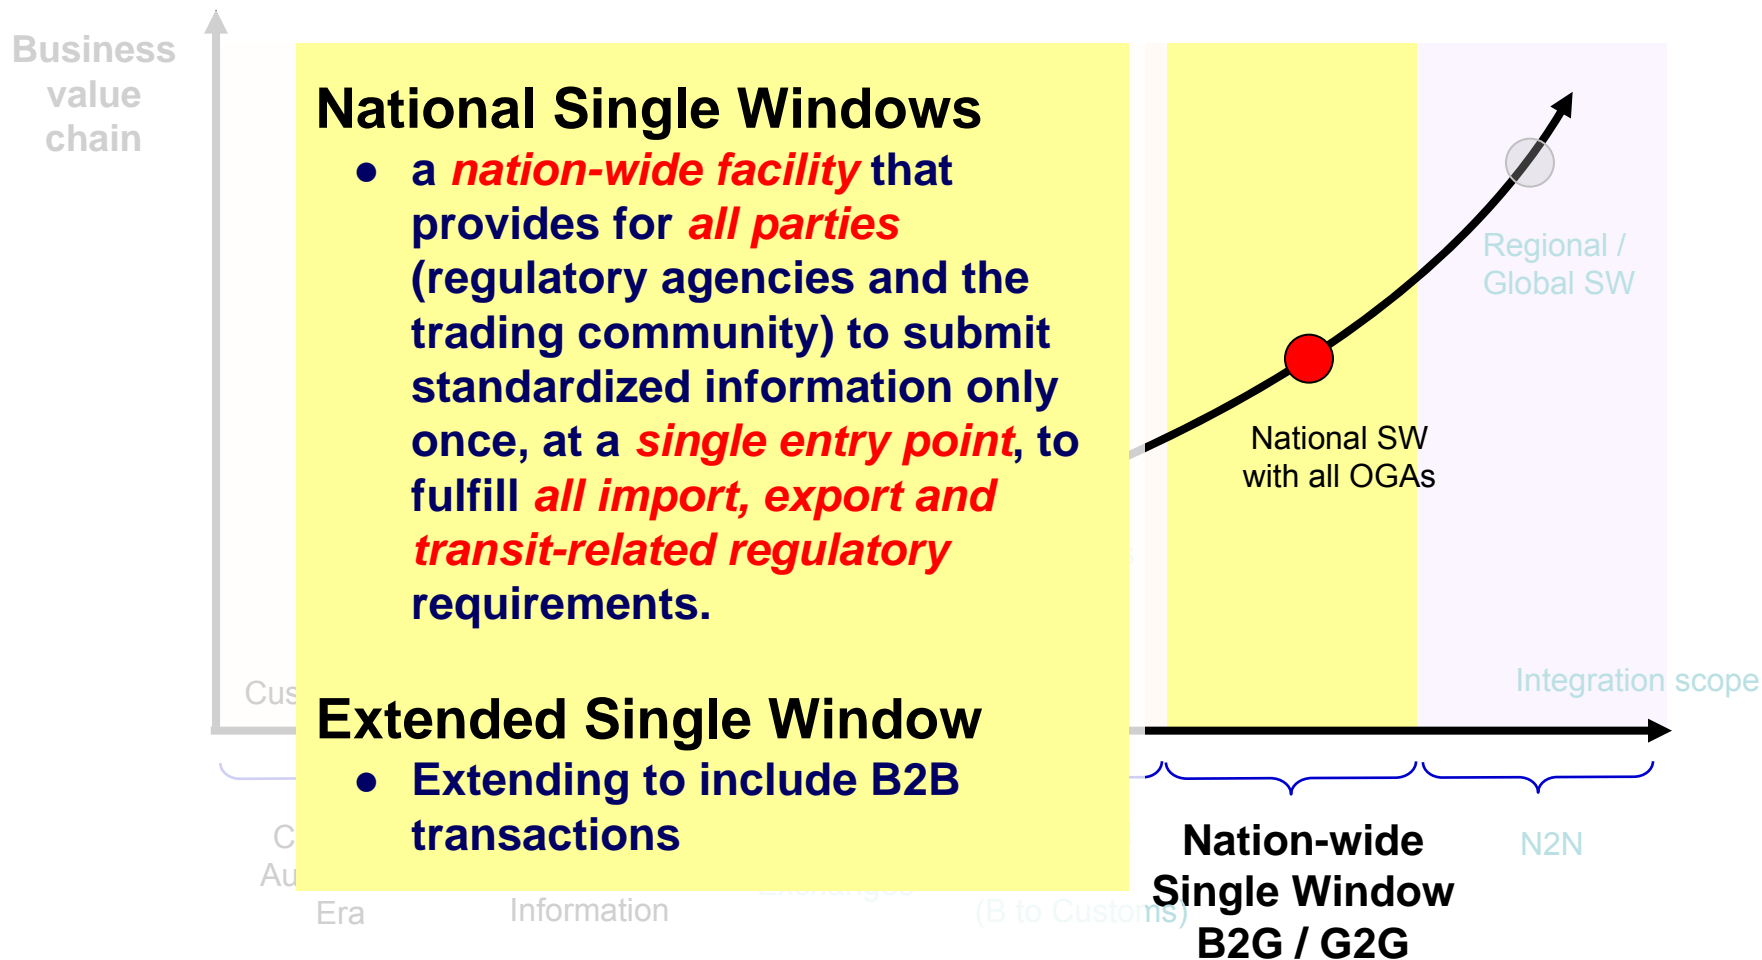 Business
value
chain
National Single Windows
● a nation-wide facility that
provides for all parties
(regulatory agencies and the
trading community) to submit
standardized information only
once, at a single entry point, to
fulfill all import, export and
transit-related regulatory
requirements.
Extended Single Window
● Extending to include B2B
transactions
Regional /
Global SW
National SW
with all OGAs
Integration scope
Nation-wide
Single Window
B2G / G2G
N2N
Era
Information
Exchanges
(B to Customs)